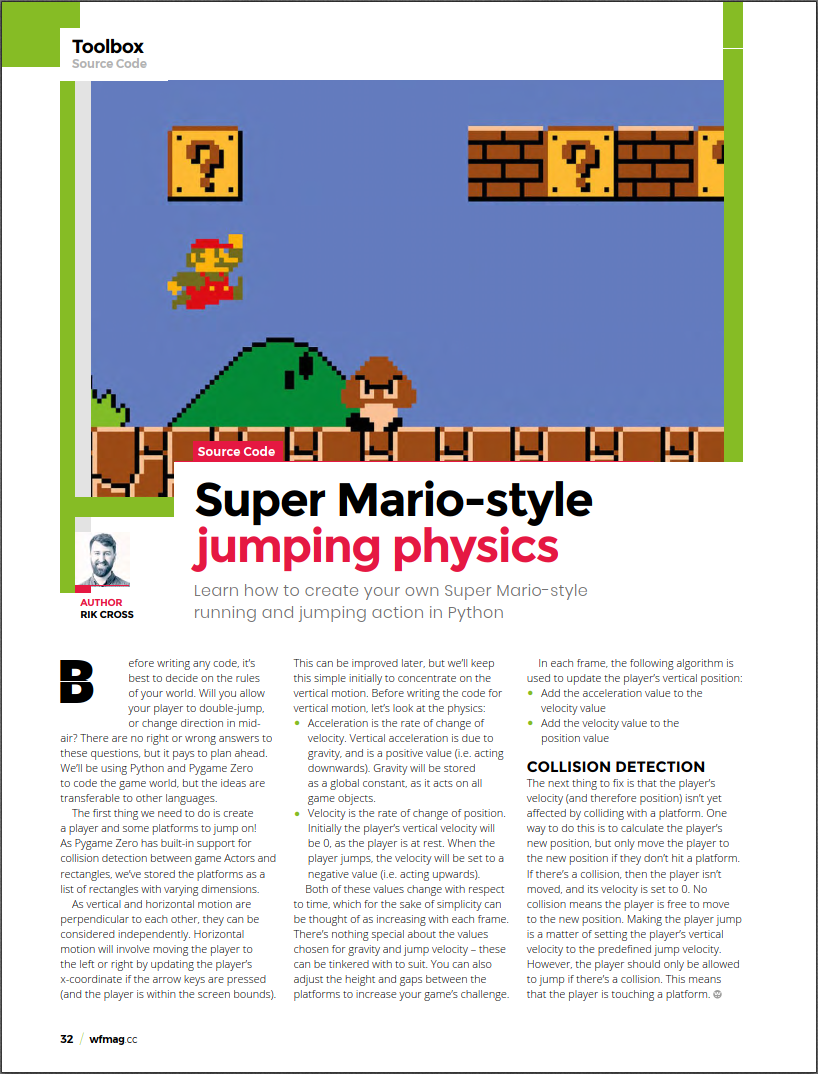 Toolbox
Source Code
?
?
?
Source Code
Super Mario-style
jumping physics
Learn how to create your own Super Mario-style
running and jumping action in Python
AUTHOR
RIK CROSS
Before writing any code, it's
best to decide on the rules
of your world. Will you allow
your player to double-jump,
or change direction in mid-
air? There are no right or wrong answers to
these questions, but it pays to plan ahead.
We'll be using Python and Pygame Zero
to code the game world, but the ideas are
transferable to other languages.
The first thing we need to do is create
a player and some platforms to jump on!
As Pygame Zero has built-in support for
collision detection between game Actors and
rectangles, we've stored the platforms as a
list of rectangles with varying dimensions.
As vertical and horizontal motion are
perpendicular to each other, they can be
considered independently. Horizontal
motion will involve moving the player to
the left or right by updating the player's
x-coordinate if the arrow keys are pressed
(and the player is within the screen bounds).
This can be improved later, but we'll keep
this simple initially to concentrate on the
vertical motion. Before writing the code for
vertical motion, let's look at the physics:
• Acceleration is the rate of change of
velocity. Vertical acceleration is due to
gravity, and is a positive value (i.e. acting
downwards). Gravity will be stored
as a global constant, as it acts on all
game objects.
• Velocity is the rate of change of position.
Initially the player's vertical velocity will
be 0, as the player is at rest. When the
player jumps, the velocity will be set to a
negative value (i.e. acting upwards).
Both of these values change with respect
to time, which for the sake of simplicity can
be thought of as increasing with each frame.
There's nothing special about the values
chosen for gravity and jump velocity – these
can be tinkered with to suit. You can also
adjust the height and gaps between the
platforms to increase your game's challenge.
In each frame, the following algorithm is
used to update the player's vertical position:
• Add the acceleration value to the
velocity value
• Add the velocity value to the
position value
COLLISION DETECTION
The next thing to fix is that the player's
velocity (and therefore position) isn't yet
affected by colliding with a platform. One
way to do this is to calculate the player's
new position, but only move the player to
the new position if they don't hit a platform.
If there's a collision, then the player isn't
moved, and its velocity is set to 0. No
collision means the player is free to move
to the new position. Making the player jump
is a matter of setting the player's vertical
velocity to the predefined jump velocity.
However, the player should only be allowed
to jump if there's a collision. This means
that the player is touching a platform.
32 / wfmag.cc